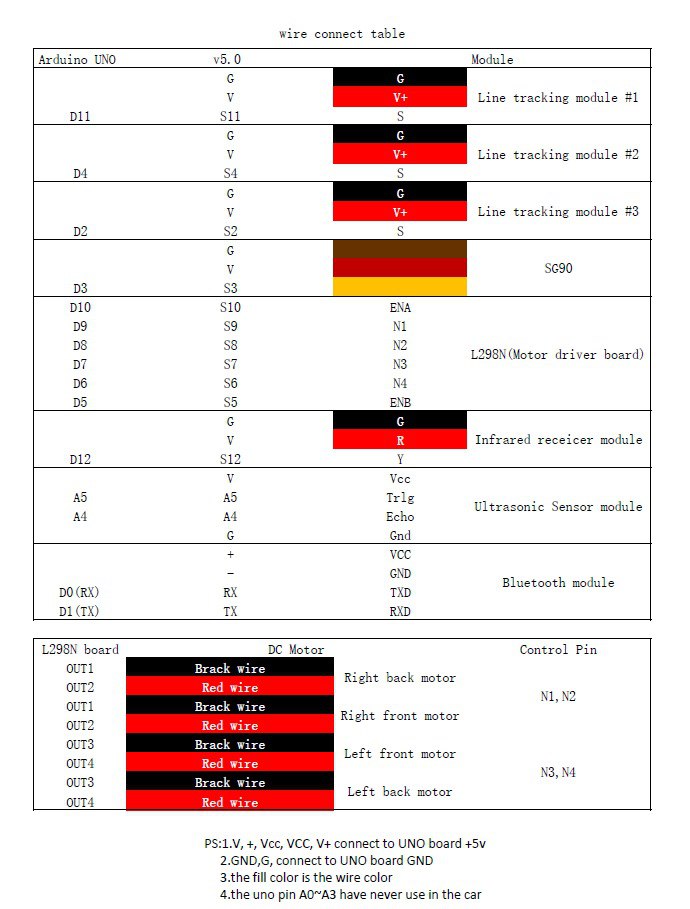 wire connect table
Arduino UNO v5.0 Module
G G
V V+ Line tracking module #1
D11 S11 S
G G
V V+ Line tracking module #2
D4 S4 S
G G
V V+ Line tracking module #3
D2 S2 S
G
V SG90
D3 S3
D10 S10 ENA
D9 S9 N1
D8 S8 N2
L298N(Motor driver board)
D7 S7 N3
D6 S6 N4
D5 S5 ENB
G G
V R Infrared receicer module
D12 S12 Y
V Vcc
A5 A5 Trlg
Ultrasonic Sensor module
A4 A4 Echo
G Gnd
+ VCC
- GND
Bluetooth module
D0(RX) RX TXD
D1(TX) TX RXD
L298N board DC Motor Control Pin
OUT1 Brack wire
Right back motor
OUT2 Red wire
N1,N2
OUT1 Brack wire
Right front motor
OUT2 Red wire
OUT3 Brack wire
Left front motor
OUT4 Red wire
N3,N4
OUT3 Brack wire
Left back motor
OUT4 Red wire
PS:1.V, +, Vcc, VCC, V+ connect to UNO board +5v
2.GND,G, connect to UNO board GND
3.the fill color is the wire color
4.the uno pin A0~A3 have never use in the car